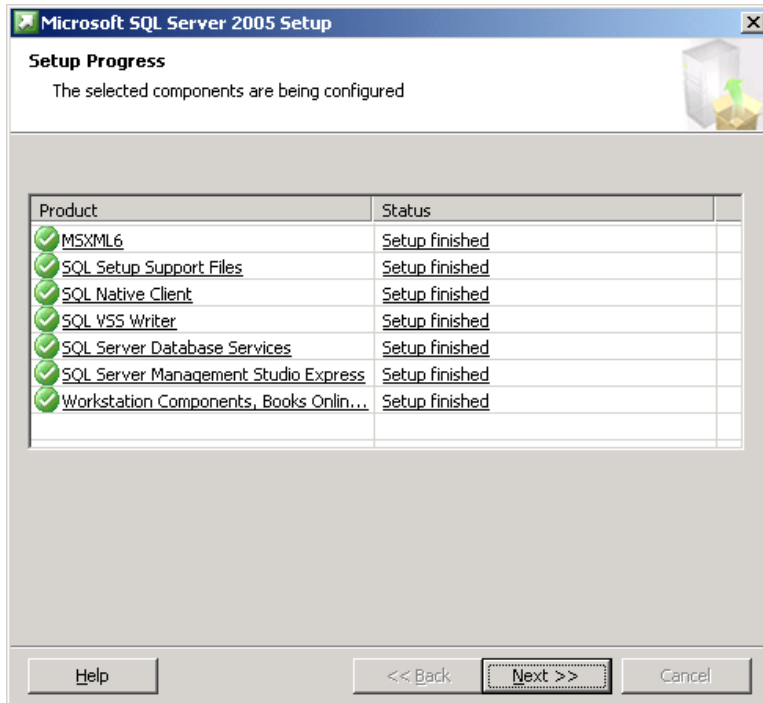 Microsoft SQL Server 2005 Setup
Setup Progress
The selected components are being configured
Product Status
MSXML6 Setup finished
SQL Setup Support Files Setup finished
SQL Native Client Setup finished
SQL VSS Writer Setup finished
SQL Server Database Services Setup finished
SQL Server Management Studio Express Setup finished
Workstation Components, Books Onlin... Setup finished
Help << Back Next >> Cancel